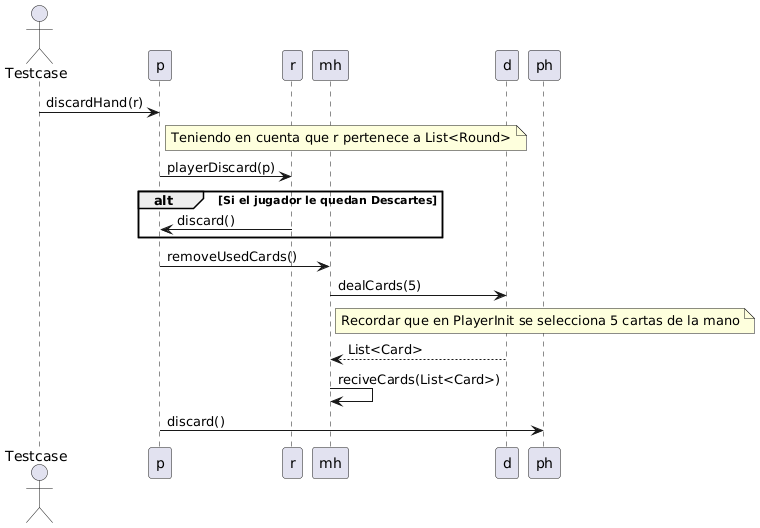 Testcase
p
r
mh
d
ph
discardHand(r)
Teniendo en cuenta que r pertenece a List<Round>
playerDiscard(p)
alt [Si el jugador le quedan Descartes]
discard()
removeUsedCards()
dealCards(5)
Recordar que en PlayerInit se selecciona 5 cartas de la mano
List<Card>
reciveCards(List<Card>)
discard()
Testcase
p
r
mh
d
ph